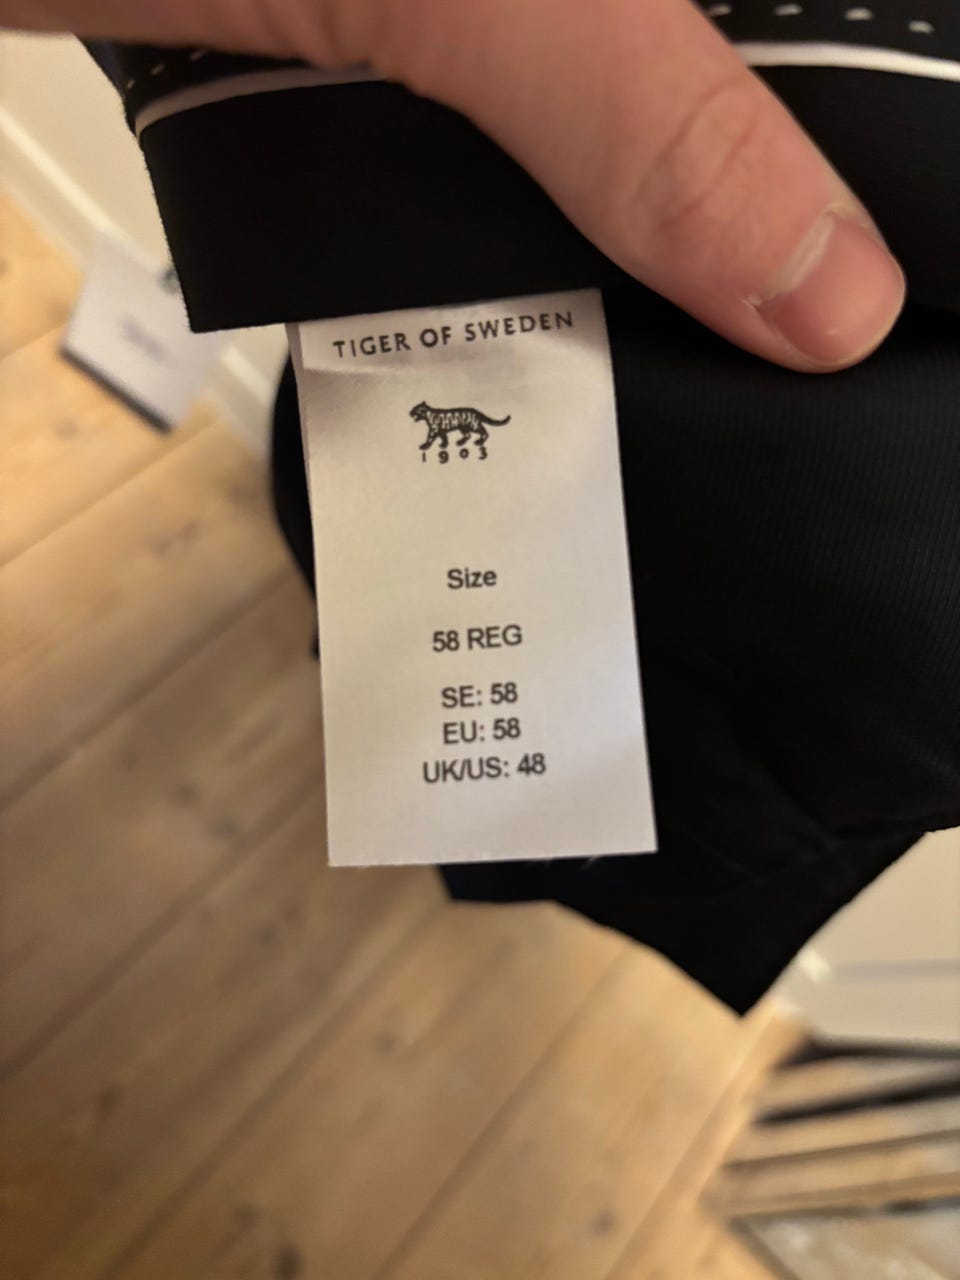 TIGER OF SWEDEN
1903
Size
58 REG
SE: 58
EU: 58
UK/US: 48